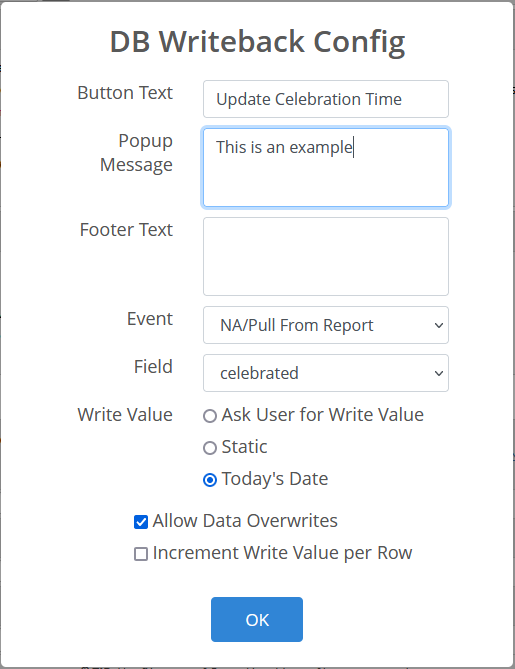 DB Writeback Config
Button Text
Update Celebration Time
Popup
Message
This is an example
Footer Text
Event
NA/Pull From Report
Field
celebrated
Write Value
Ask User for Write Value
Static
Today's Date
Allow Data Overwrites
Increment Write Value per Row
OK